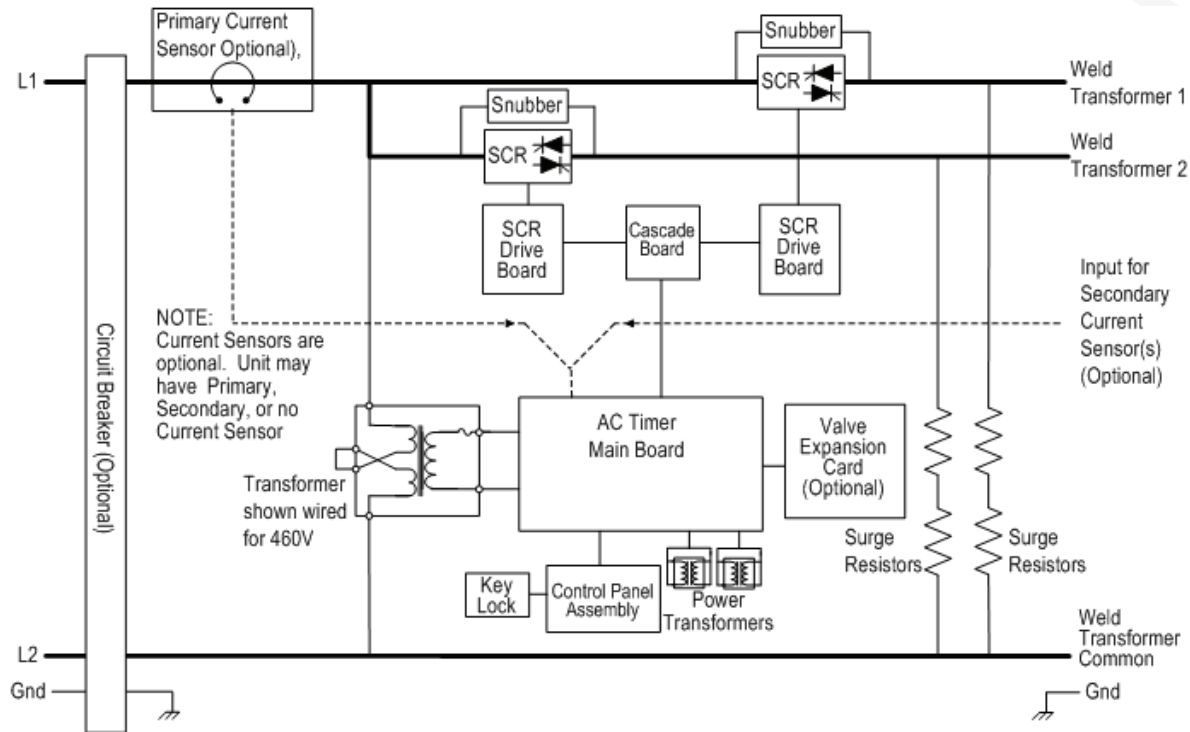 Primary Current
Sensor Optional),
L1
Snubber
SCR
Weld
Transformer 1
Snubber
SCR
Weld
Transformer 2
SCR
Drive
Board
Cascade
Board
SCR
Drive
Board
Input for
Secondary
Current
Sensor(s)
(Optional)
NOTE:
Current Sensors are
optional. Unit may
have Primary,
Secondary, or no
Current Sensor
Circuit Breaker (Optional)
AC Timer
Main Board
Valve
Expansion
Card
(Optional)
Transformer
shown wired
for 460V
Surge
Resistors
Surge
Resistors
Key
Lock
Control Panel
Assembly
Power
Transformers
Weld
Transformer
Common
L2
Gnd
Gnd